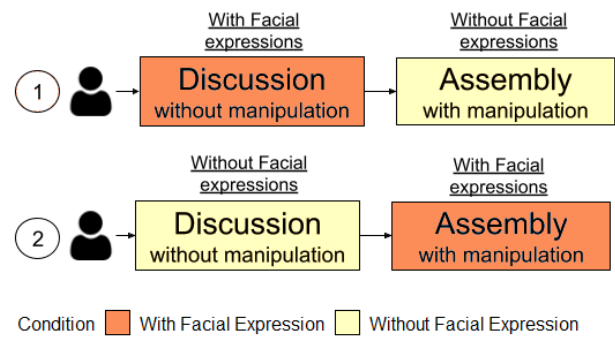 With Facial
expressions
Without Facial
expressions
1
Discussion
without manipulation
Assembly
with manipulation
Without Facial
expressions
With Facial
expressions
2
Discussion
without manipulation
Assembly
with manipulation
Condition With Facial Expression Without Facial Expression